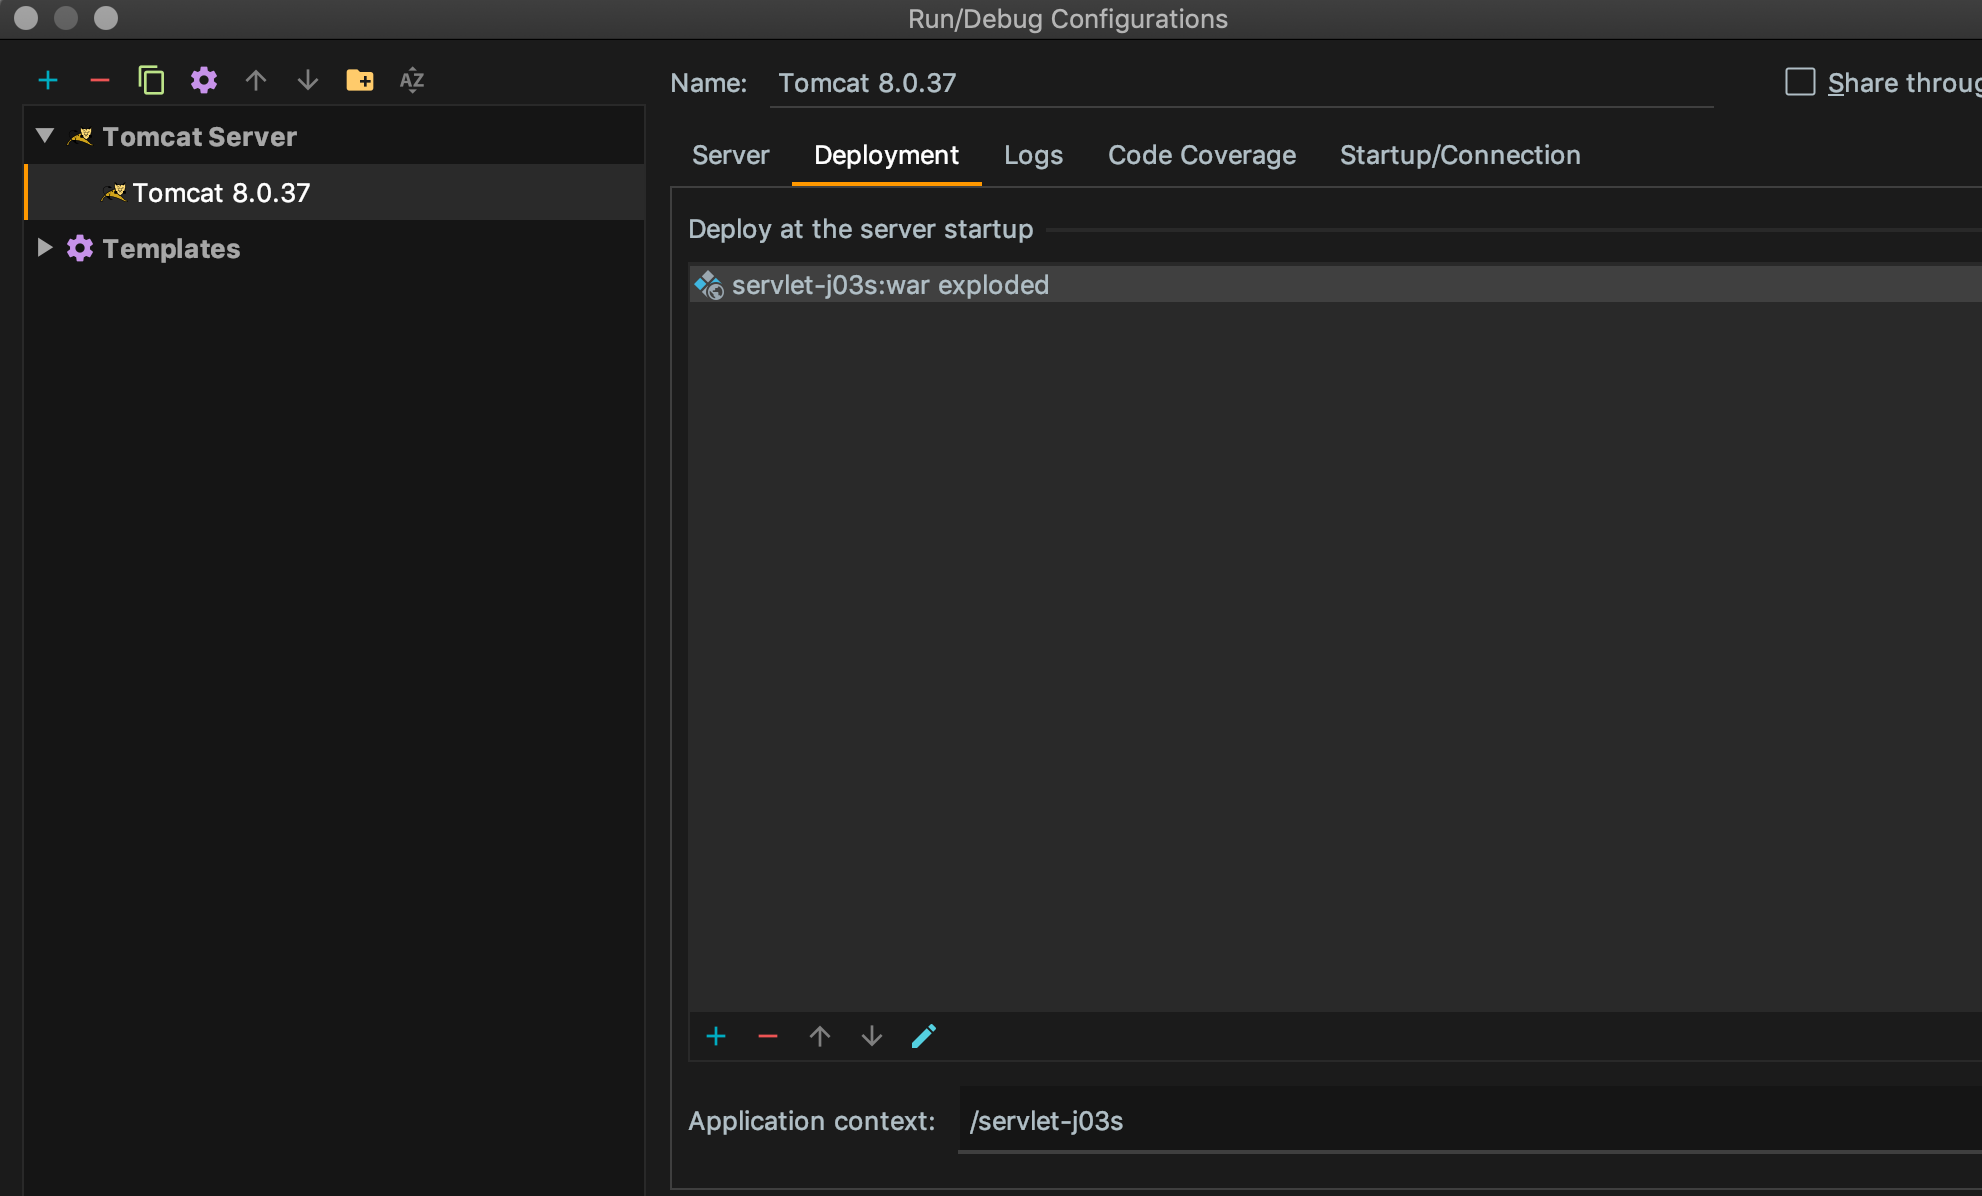 Run/Debug Configurations
Name: Tomcat 8.0.37
Share throug
Tomcat Server
Tomcat 8.0.37
Templates
Server Deployment Logs Code Coverage Startup/Connection
Deploy at the server startup
servlet-j03s:war exploded
Application context: /servlet-j03s